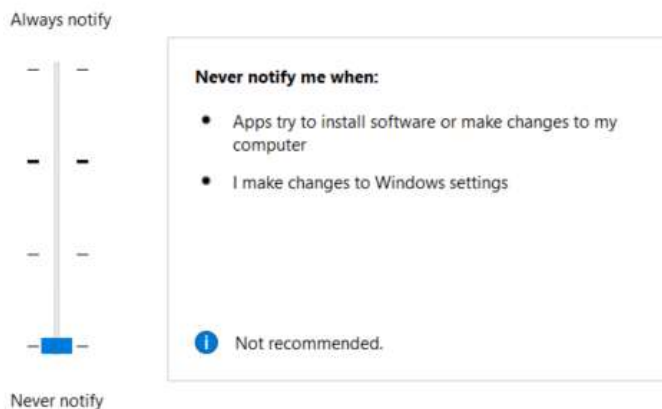 Always notify
Never notify me when:
• Apps try to install software or make changes to my
computer
• I make changes to Windows settings
Not recommended.
Never notify